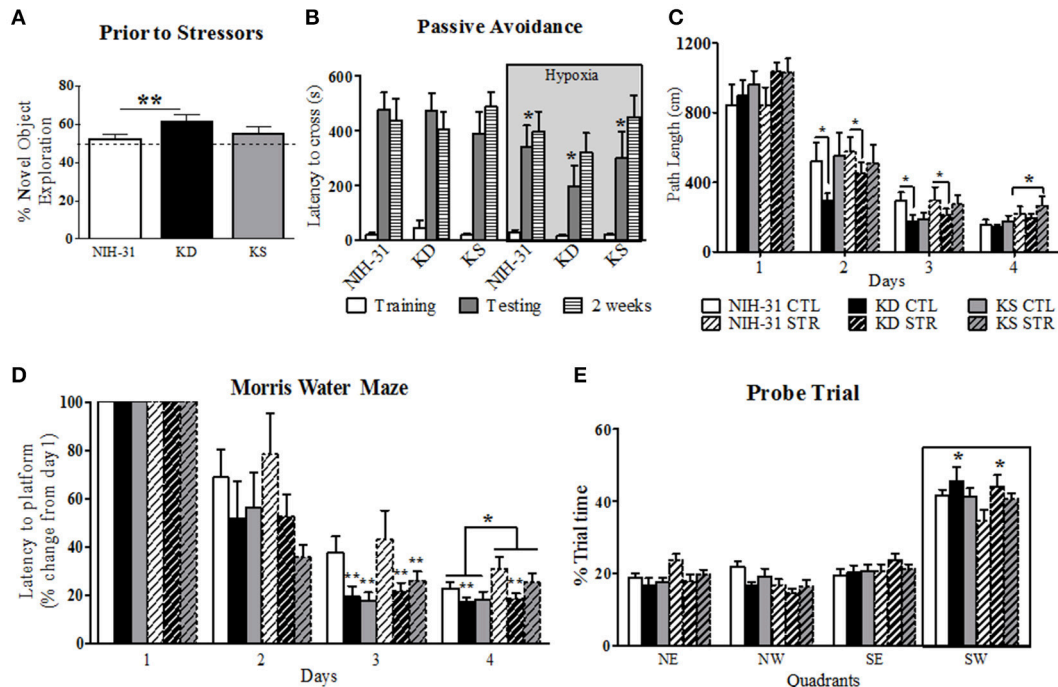 A
Prior to Stressors
% Novel Object
Exploration
80
60
40
20
0
**
NIH-31
KD
KS
B
Passive Avoidance
Latency to cross (s)
600
400
200
0
Hypoxia
*
*
*
NIH-31
KD
KS
NIH-31
KD
KS
Training
Testing
2 weeks
C
Path Length (cm)
1200
800
400
0
*
*
*
*
*
1
2
3
4
Days
NIH-31 CTL
KD CTL
KS CTL
NIH-31 STR
KD STR
KS STR
D
Morris Water Maze
Latency to platform
(% change from day1)
100
80
60
40
20
0
**
**
**
**
*
**
**
1
2
3
4
Days
E
Probe Trial
% Trial time
60
40
20
0
*
*
NE
NW
SE
SW
Quadrants